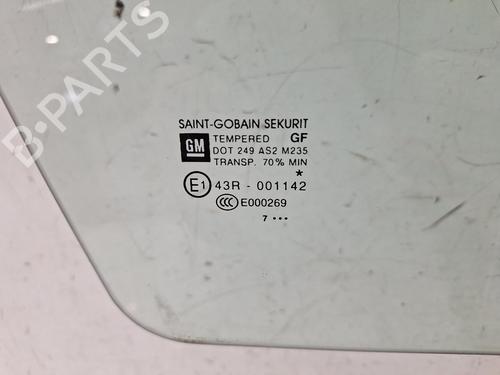 B-PARTS
SAINT-GOBAIN SEKURIT
GM TEMPERED GF
DOT 249 AS2 M235
TRANSP. 70% MIN
*
E1 43R - 001142
CCC E000269
7 •••